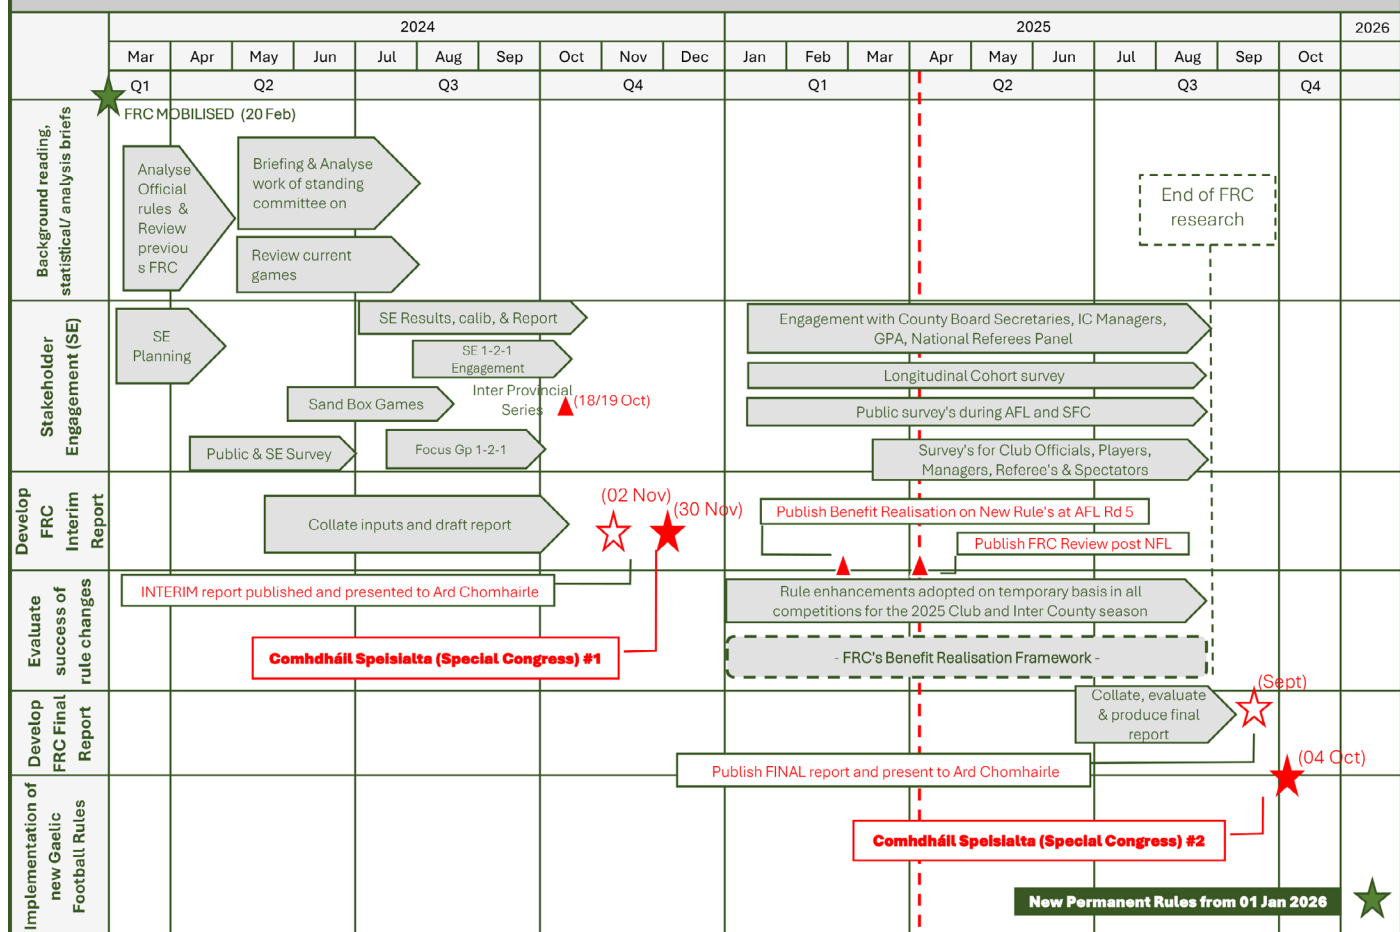 2024
2025
2026
Mar
Apr
May
Jun
Jul
Aug
Sep
Oct
Nov
Dec
Jan
Feb
Mar
Apr
May
Jun
Jul
Aug
Sep
Oct
Q1
Q2
Q3
Q4
Q1
Q2
Q3
Q4
FRC MOBILISED (20 Feb)
Background reading,
statistical/ analysis briefs
Analyse
Official
rules &
Review
previou
s FRC
Briefing & Analyse
work of standing
committee on
Review current
games
End of FRC
research
Stakeholder
Engagement (SE)
SE
Planning
SE Results, calib, & Report
SE 1-2-1
Engagement
Inter Provincial
Series
(18/19 Oct)
Sand Box Games
Public & SE Survey
Focus Gp 1-2-1
Engagement with County Board Secretaries, IC Managers,
GPA, National Referees Panel
Longitudinal Cohort survey
Public survey's during AFL and SFC
Survey's for Club Officials, Players,
Managers, Referee's & Spectators
Develop
FRC
Interim
Report
Collate inputs and draft report
(02 Nov)
(30 Nov)
Publish Benefit Realisation on New Rule's at AFL Rd 5
Publish FRC Review post NFL
Evaluate
success of
rule changes
INTERIM report published and presented to Ard Chomhairle
Comhdháil Speisialta (Special Congress) #1
Rule enhancements adopted on temporary basis in all
competitions for the 2025 Club and Inter County season
- FRC's Benefit Realisation Framework -
Develop
FRC Final
Report
Collate, evaluate
& produce final
report
(Sept)
Publish FINAL report and present to Ard Chomhairle
(04 Oct)
Implementation of
new Gaelic
Football Rules
Comhdháil Speisialta (Special Congress) #2
New Permanent Rules from 01 Jan 2026